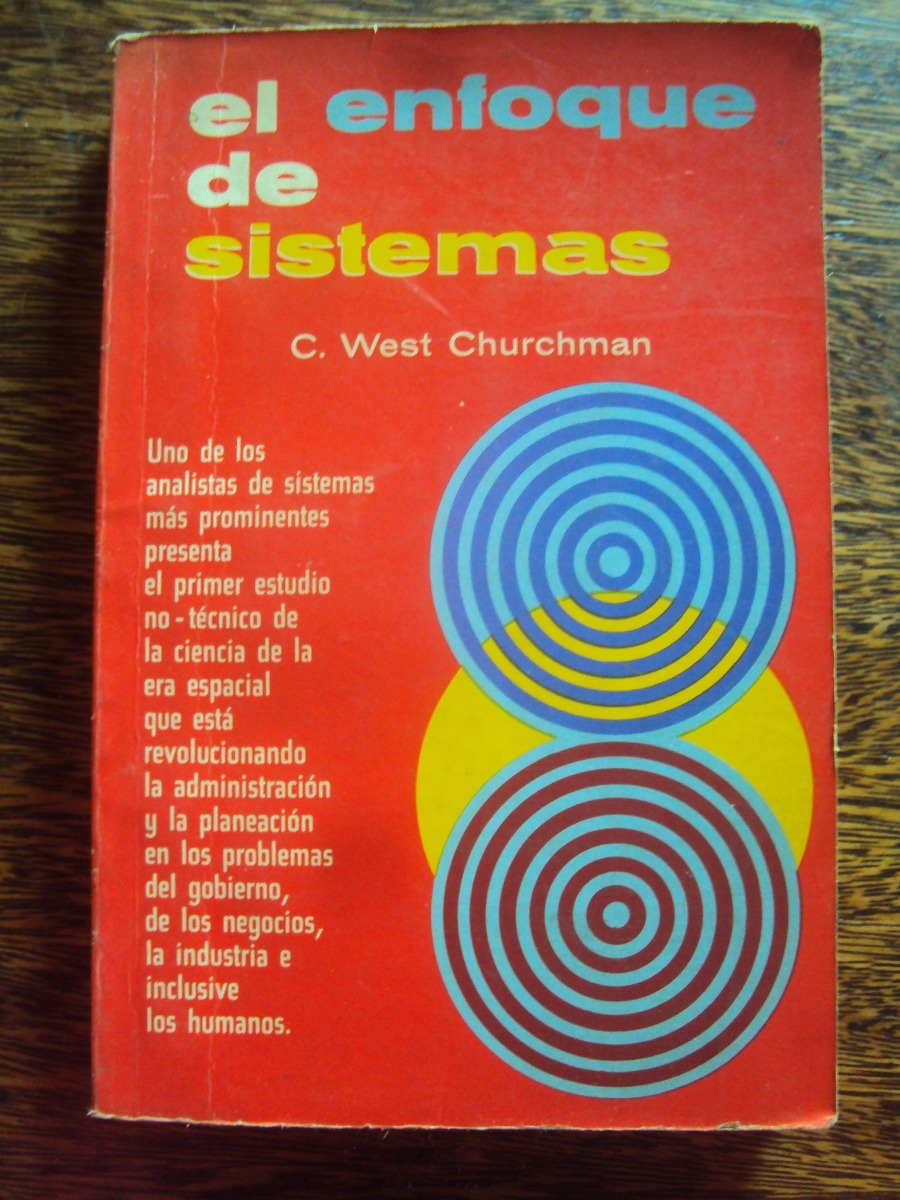 el enfoque
de
sistemas
C. West Churchman
Uno de los
analistas de sistemas
más prominentes
presenta
el primer estudio
no-técnico de
la ciencia de la
era espacial
que está
revolucionando
la administración
y la planeación
en los problemas
del gobierno,
de los negocios,
la industria e
inclusive
los humanos.